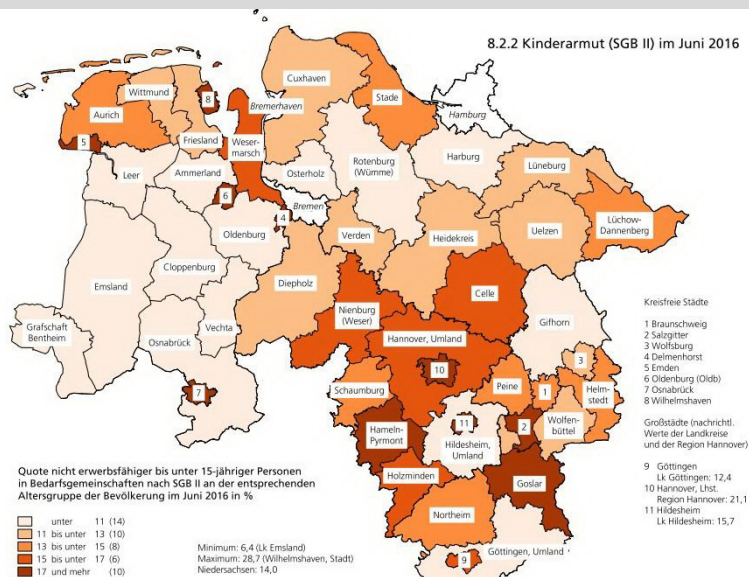 8.2.2 Kinderarmut (SGB II) im Juni 2016
Cuxhaven
Wittmund
Aurich
8
Bremerhaven
Stade
Hamburg
5
Friesland
Weser-
marsch
Leer
Ammerland
Osterholz
Rotenburg
(Wümme)
Harburg
Lüneburg
6
Bremen
4
Oldenburg
Verden
Heidekreis
Uelzen
Lüchow-
Dannenberg
Cloppenburg
Emsland
Diepholz
Celle
Nienburg
(Weser)
Gifhorn
Grafschaft
Bentheim
Osnabrück
Vechta
Hannover, Umland
3
10
7
Schaumburg
Peine
1
Helm-
stedt
11
Hameln-
Pyrmont
2
Wolfen-
büttel
Hildesheim,
Umland
Holzminden
Goslar
Northeim
Göttingen, Umland
9
Kreisfreie Städte
1 Braunschweig
2 Salzgitter
3 Wolfsburg
4 Delmenhorst
5 Emden
6 Oldenburg (Oldb)
7 Osnabrück
8 Wilhelmshaven
Großstädte (nachrichtl.
Werte der Landkreise
und der Region Hannover)
9 Göttingen
Lk Göttingen: 12,4
10 Hannover, Lhst.
Region Hannover: 21,1
11 Hildesheim
Lk Hildesheim: 15,7
Quote nicht erwerbsfähiger bis unter 15-jähriger Personen
in Bedarfsgemeinschaften nach SGB II an der entsprechenden
Altersgruppe der Bevölkerung im Juni 2016 in %
unter 11 (14)
11 bis unter 13 (10)
13 bis unter 15 (8)
15 bis unter 17 (6)
17 und mehr (10)
Minimum: 6,4 (Lk Emsland)
Maximum: 28,7 (Wilhelmshaven, Stadt)
Niedersachsen: 14,0